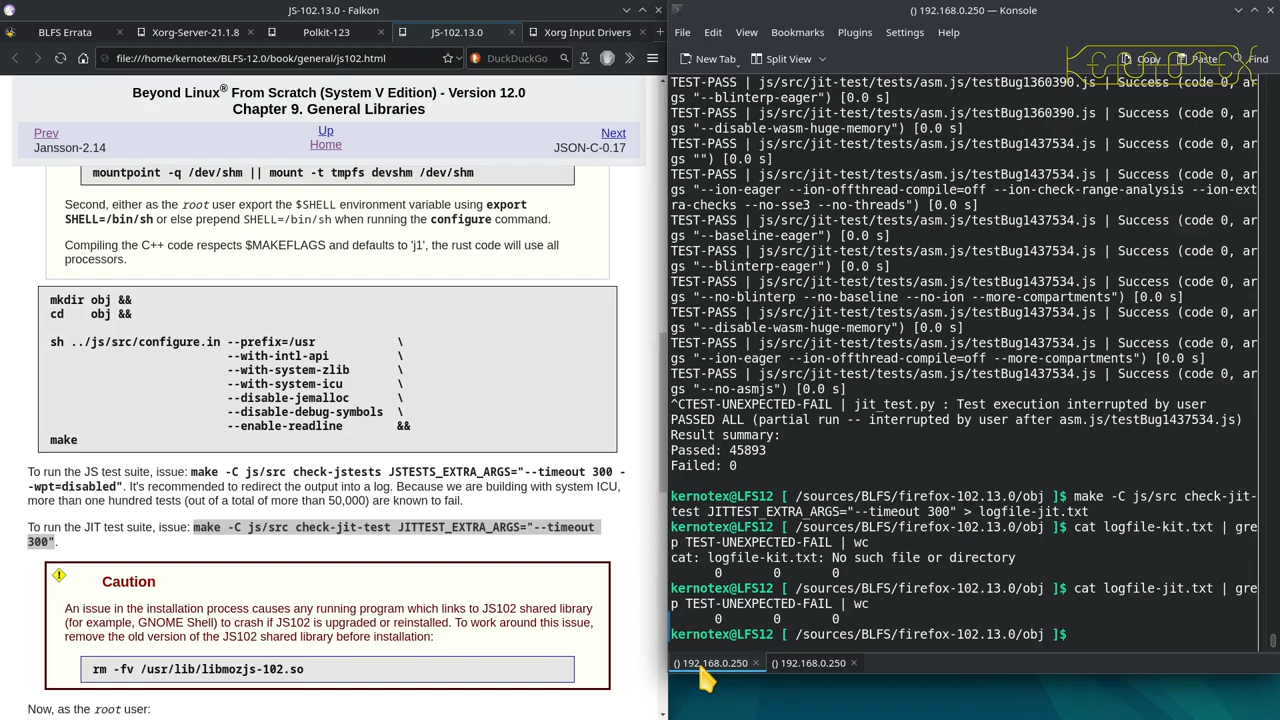 JS-102.13.0 - Falkon
BLFS Errata
Xorg-Server-21.1.8
Polkit-123
JS-102.13.0
Xorg Input Drivers
file:///home/kernotex/BLFS-12.0/book/general/js102.html
DuckDuckGo
Beyond Linux® From Scratch (System V Edition) - Version 12.0
Chapter 9. General Libraries
Prev
Up
Next
Jansson-2.14
Home
JSON-C-0.17
mountpoint -q /dev/shm || mount -t tmpfs devshm /dev/shm
Second, either as the root user export the $SHELL environment variable using export
SHELL=/bin/sh or else prepend SHELL=/bin/sh when running the configure command.
Compiling the C++ code respects $MAKEFLAGS and defaults to 'j1', the rust code will use all
processors.
mkdir obj &&
cd    obj &&
sh ../js/src/configure.in --prefix=/usr            \
--with-intl-api          \
--with-system-zlib       \
--with-system-icu        \
--disable-jemalloc       \
--disable-debug-symbols  \
--enable-readline        &&
make
To run the JS test suite, issue: make -C js/src check-jstests JSTESTS_EXTRA_ARGS="--timeout 300 -
-wpt=disabled". It's recommended to redirect the output into a log. Because we are building with system ICU,
more than one hundred tests (out of a total of more than 50,000) are known to fail.
To run the JIT test suite, issue: make -C js/src check-jit-test JITTEST_EXTRA_ARGS="--timeout
300".
Caution
An issue in the installation process causes any running program which links to JS102 shared library
(for example, GNOME Shell) to crash if JS102 is upgraded or reinstalled. To work around this issue,
remove the old version of the JS102 shared library before installation:
rm -fv /usr/lib/libmozjs-102.so
Now, as the root user:
() 192.168.0.250 — Konsole
File Edit View Bookmarks Plugins Settings Help
New Tab
Split View
Copy
Paste
Find
Kernotex
TEST-PASS | js/src/jit-test/tests/asm.js/testBug1360390.js | Success (code 0, ar
gs "--blinterp-eager") [0.0 s]
TEST-PASS | js/src/jit-test/tests/asm.js/testBug1360390.js | Success (code 0, ar
gs "--disable-wasm-huge-memory") [0.0 s]
TEST-PASS | js/src/jit-test/tests/asm.js/testBug1437534.js | Success (code 0, ar
gs "") [0.0 s]
TEST-PASS | js/src/jit-test/tests/asm.js/testBug1437534.js | Success (code 0, ar
gs "--ion-eager --ion-offthread-compile=off --ion-check-range-analysis --ion-ext
ra-checks --no-sse3 --no-threads") [0.0 s]
TEST-PASS | js/src/jit-test/tests/asm.js/testBug1437534.js | Success (code 0, ar
gs "--baseline-eager") [0.0 s]
TEST-PASS | js/src/jit-test/tests/asm.js/testBug1437534.js | Success (code 0, ar
gs "--blinterp-eager") [0.0 s]
TEST-PASS | js/src/jit-test/tests/asm.js/testBug1437534.js | Success (code 0, ar
gs "--no-blinterp --no-baseline --no-ion --more-compartments") [0.0 s]
TEST-PASS | js/src/jit-test/tests/asm.js/testBug1437534.js | Success (code 0, ar
gs "--disable-wasm-huge-memory") [0.0 s]
TEST-PASS | js/src/jit-test/tests/asm.js/testBug1437534.js | Success (code 0, ar
gs "--ion-eager --ion-offthread-compile=off --more-compartments") [0.0 s]
TEST-PASS | js/src/jit-test/tests/asm.js/testBug1437534.js | Success (code 0, ar
gs "--no-asmjs") [0.0 s]
^CTEST-UNEXPECTED-FAIL | jit_test.py : Test execution interrupted by user
PASSED ALL (partial run -- interrupted by user after asm.js/testBug1437534.js)
Result summary:
Passed: 45893
Failed: 0
kernotex@LFS12 [ /sources/BLFS/firefox-102.13.0/obj ]$ make -C js/src check-jit-
test JITTEST_EXTRA_ARGS="--timeout 300" > logfile-jit.txt
kernotex@LFS12 [ /sources/BLFS/firefox-102.13.0/obj ]$ cat logfile-kit.txt | gre
p TEST-UNEXPECTED-FAIL | wc
cat: logfile-kit.txt: No such file or directory
0       0       0
kernotex@LFS12 [ /sources/BLFS/firefox-102.13.0/obj ]$ cat logfile-jit.txt | gre
p TEST-UNEXPECTED-FAIL | wc
0       0       0
kernotex@LFS12 [ /sources/BLFS/firefox-102.13.0/obj ]$
() 192.168.0.250
() 192.168.0.250